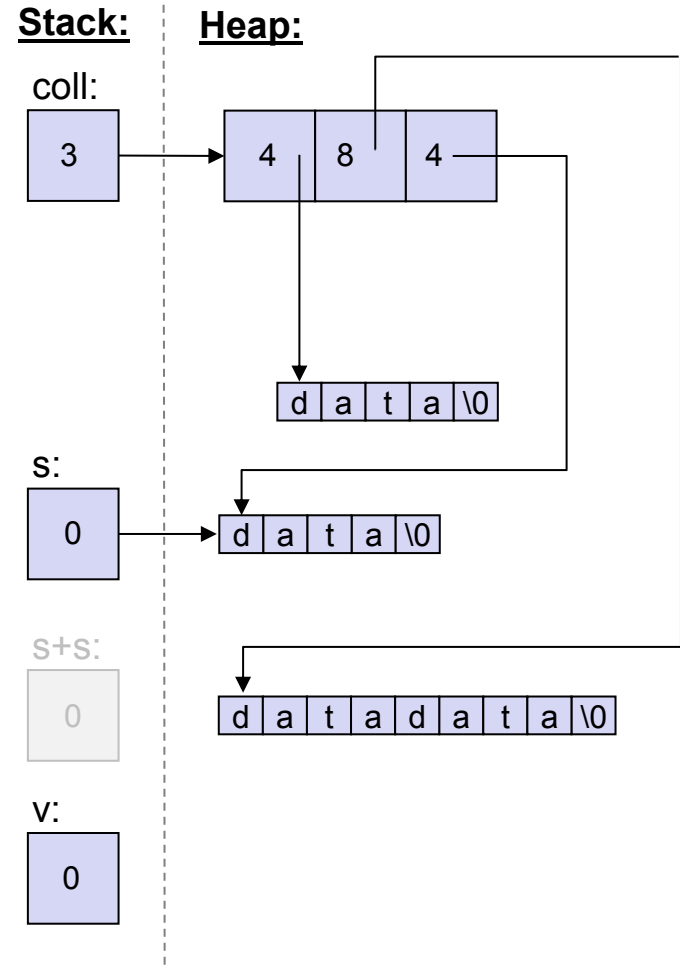 Stack: Heap:
coll:
3 4 8 4
d a t a \0
s:
0 d a t a \0
s+s:
0 d a t a d a t a \0
v:
0